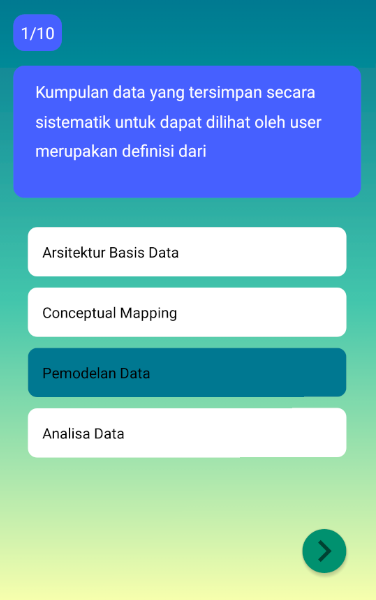 1/10
Kumpulan data yang tersimpan secara
sistematik untuk dapat dilihat oleh user
merupakan definisi dari
Arsitektur Basis Data
Conceptual Mapping
Pemodelan Data
Analisa Data